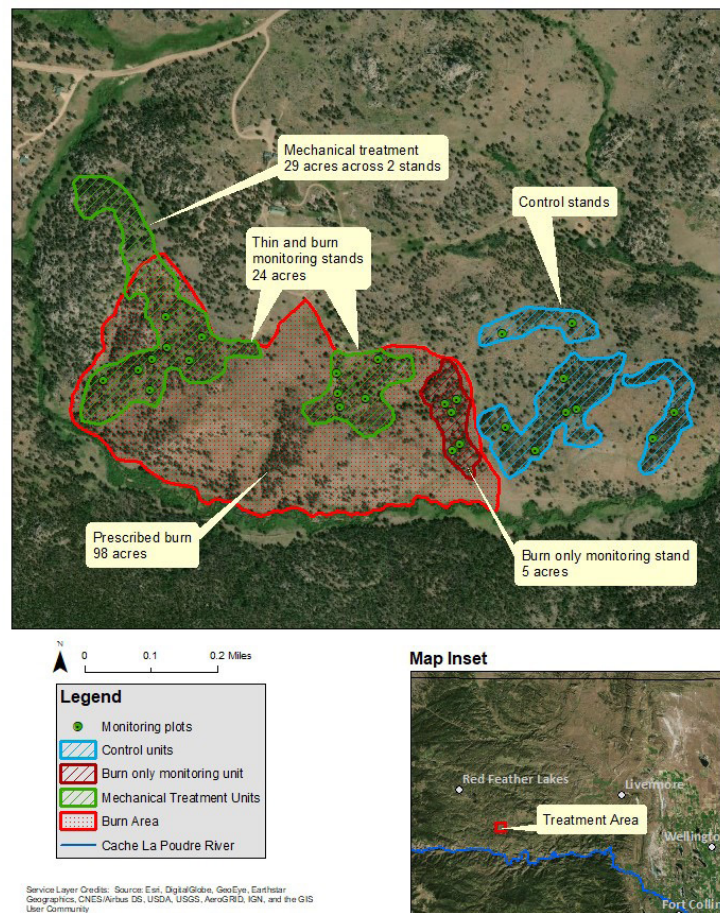 Mechanical treatment
29 acres across 2 stands
Control stands
Thin and burn
monitoring stands
24 acres
Prescribed burn
98 acres
Burn only monitoring stand
5 acres
N
0 0.1 0.2 Miles
Legend
Monitoring plots
Control units
Burn only monitoring unit
Mechanical Treatment Units
Burn Area
Cache La Poudre River
Map Inset
Red Feather Lakes
Livermore
Treatment Area
Wellington
Fort Collin
Service Layer Credits: Source: Esri, DigitalGlobe, GeoEye, Earthstar
Geographics, CNES/Airbus DS, USDA, USGS, AeroGRID, IGN, and the GIS
User Community